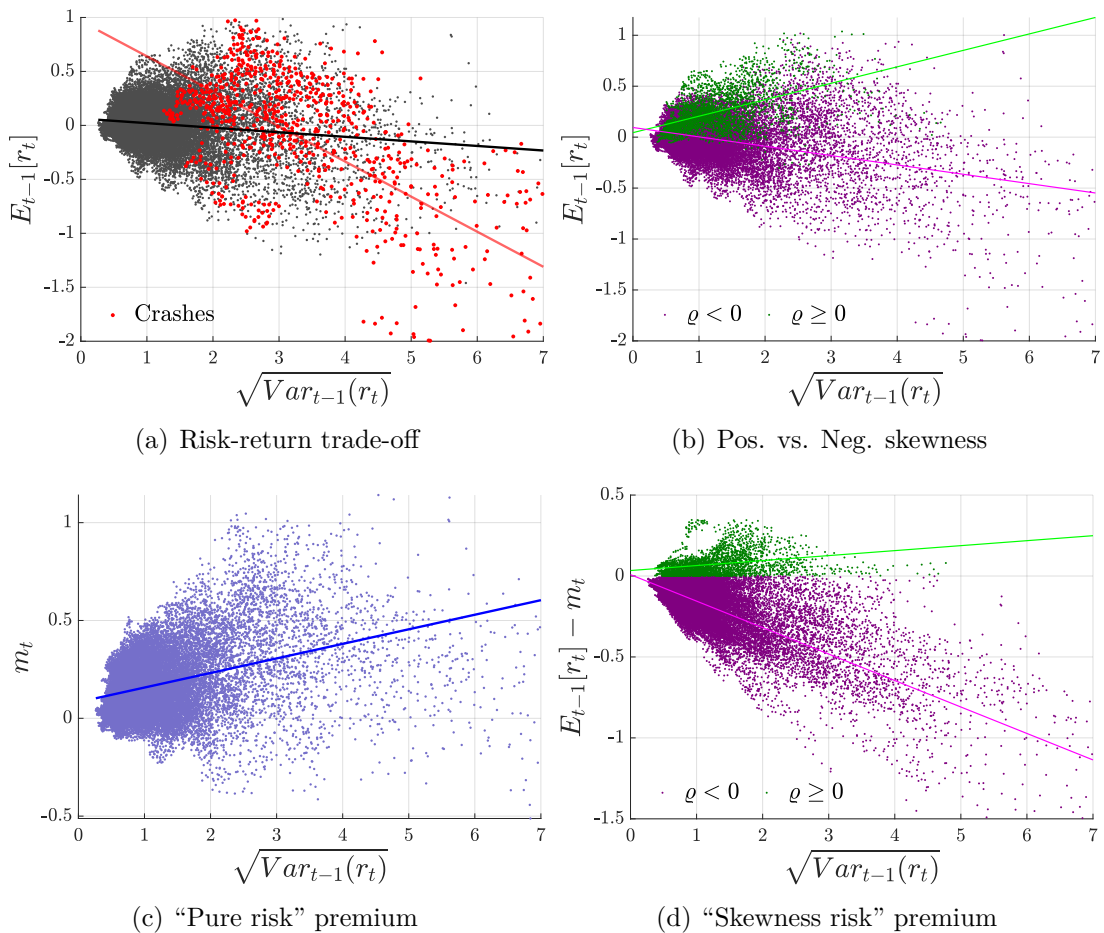 1
0.5
0
-0.5
-1
-1.5
-2
E_{t-1}[r_t]
Crashes
0 1 2 3 4 5 6 7
\sqrt{Var_{t-1}(r_t)}
(a) Risk-return trade-off
1
0.5
0
-0.5
-1
-1.5
-2
E_{t-1}[r_t]
ϱ < 0 ϱ ≥ 0
0 1 2 3 4 5 6 7
\sqrt{Var_{t-1}(r_t)}
(b) Pos. vs. Neg. skewness
1
0.5
0
-0.5
m_t
0 1 2 3 4 5 6 7
\sqrt{Var_{t-1}(r_t)}
(c) “Pure risk” premium
0.5
0
-0.5
-1
-1.5
E_{t-1}[r_t] − m_t
ϱ < 0 ϱ ≥ 0
0 1 2 3 4 5 6 7
\sqrt{Var_{t-1}(r_t)}
(d) “Skewness risk” premium